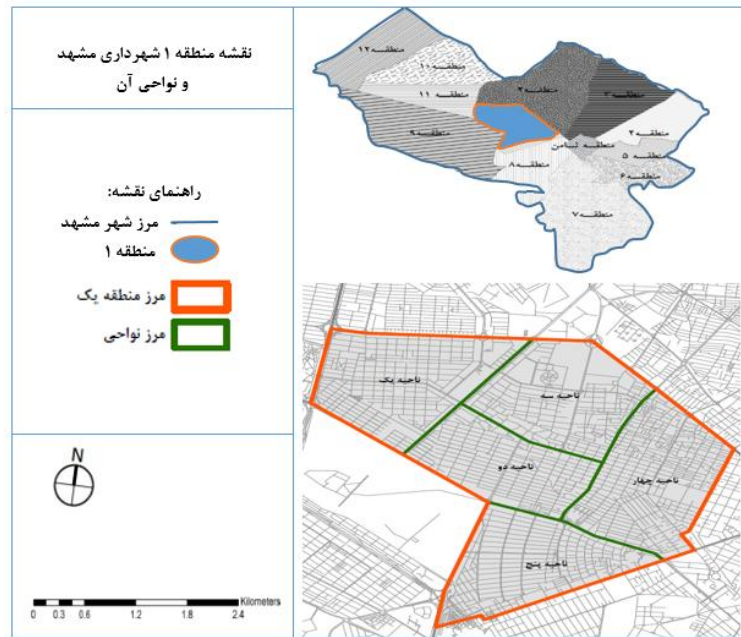 نقشه منطقه ۱ شهرداری مشهد
و نواحی آن
راهنمای نقشه:
مرز شهر مشهد
منطقه ۱
مرز منطقه یک
مرز نواحی
N
Kilometers
0 0.3 0.6 1.2 1.8 2.4
منطقه ۱۲
منطقه ۱۰
منطقه ۱۱
منطقه ۲
منطقه ۳
منطقه ۹
منطقه ۴
منطقه ثامن
منطقه ۵
منطقه ۸
منطقه ۶
منطقه ۷
ناحیه یک
ناحیه سه
ناحیه دو
ناحیه چهار
ناحیه پنج